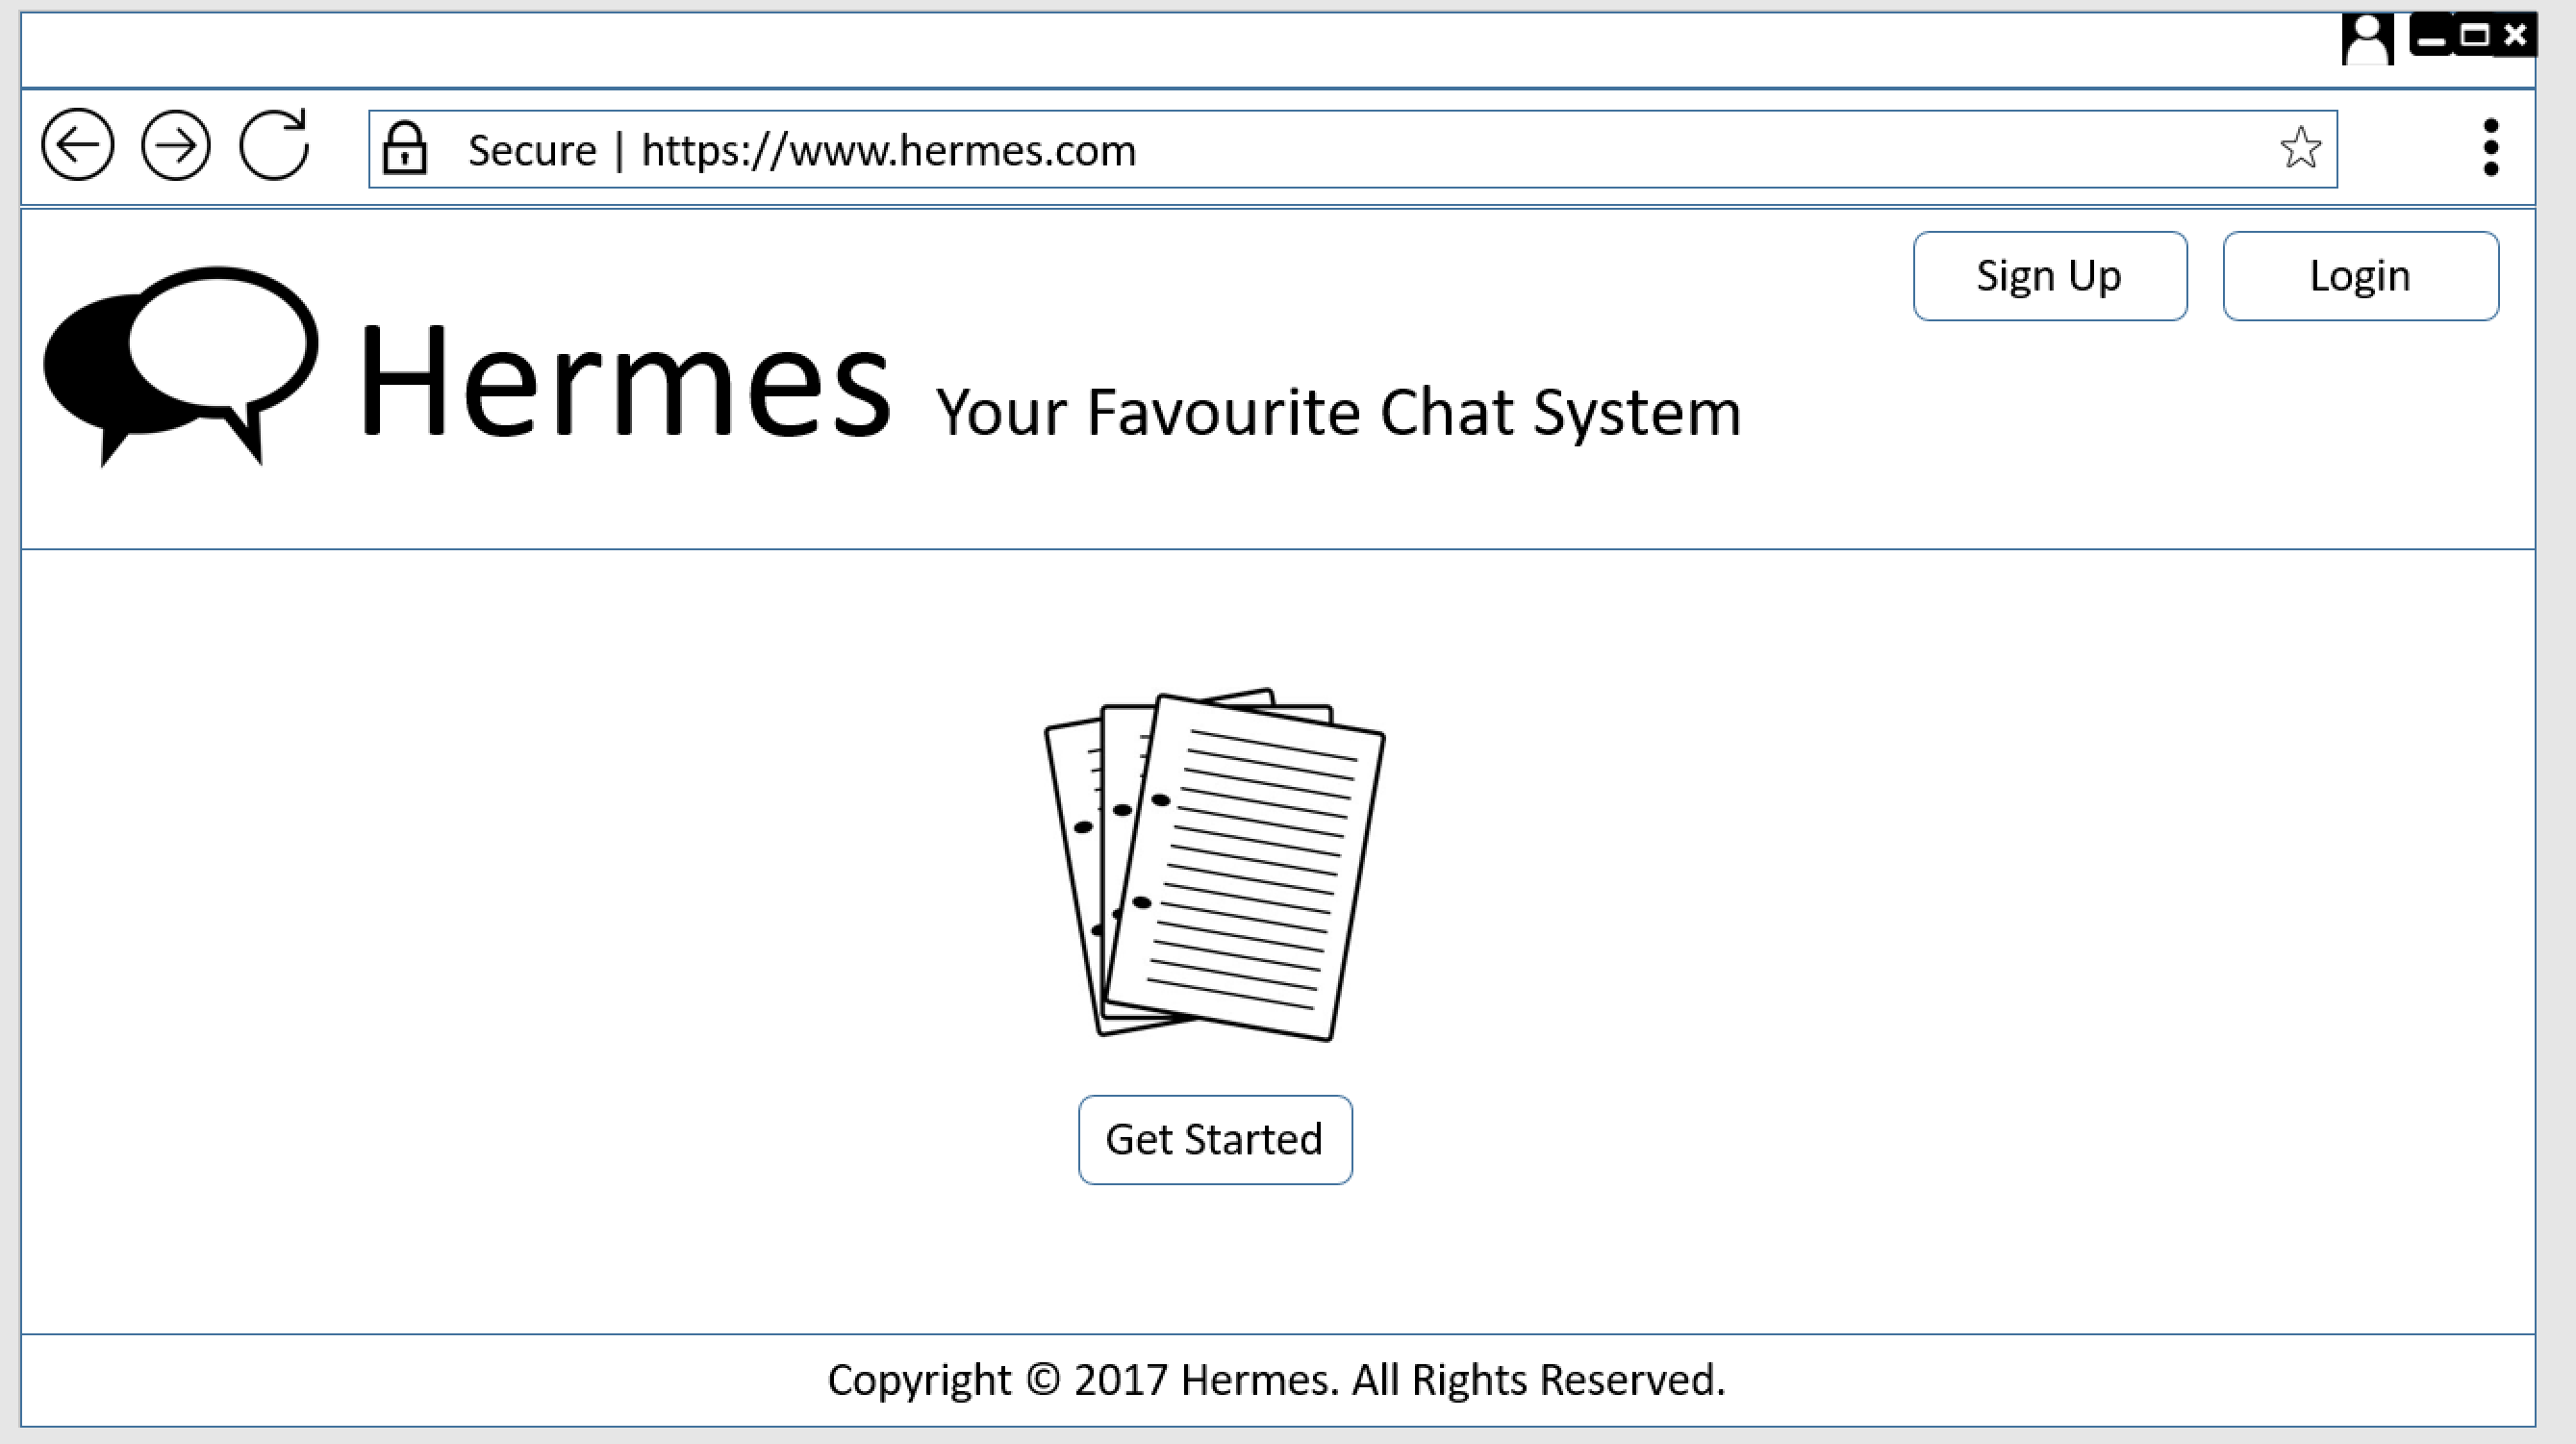 Secure | https://www.hermes.com
Sign Up
Login
Hermes Your Favourite Chat System
Get Started
Copyright © 2017 Hermes. All Rights Reserved.